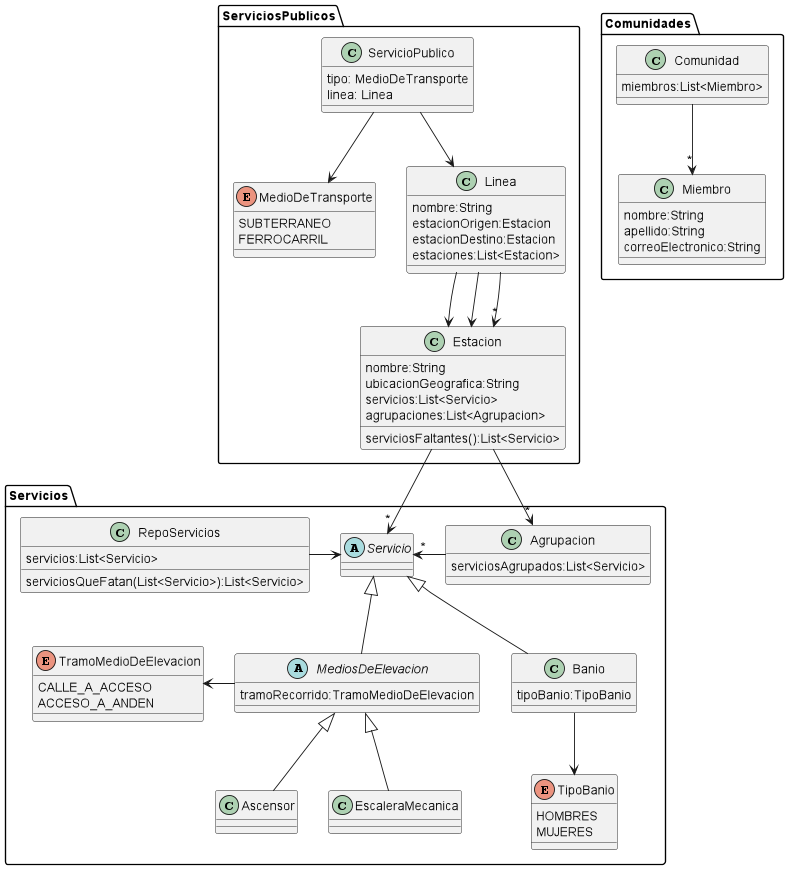 ServiciosPublicos
C ServicioPublico
tipo: MedioDeTransporte
linea: Linea
E MedioDeTransporte
SUBTERRANEO
FERROCARRIL
C Linea
nombre:String
estacionOrigen:Estacion
estacionDestino:Estacion
estaciones:List<Estacion>
*
C Estacion
nombre:String
ubicacionGeografica:String
servicios:List<Servicio>
agrupaciones:List<Agrupacion>
serviciosFaltantes():List<Servicio>
Comunidades
C Comunidad
miembros:List<Miembro>
*
C Miembro
nombre:String
apellido:String
correoElectronico:String
Servicios
*
*
C RepoServicios
servicios:List<Servicio>
serviciosQueFatan(List<Servicio>):List<Servicio>
A Servicio
*
C Agrupacion
serviciosAgrupados:List<Servicio>
E TramoMedioDeElevacion
CALLE_A_ACCESO
ACCESO_A_ANDEN
A MediosDeElevacion
tramoRecorrido:TramoMedioDeElevacion
C Banio
tipoBanio:TipoBanio
C Ascensor
C EscaleraMecanica
E TipoBanio
HOMBRES
MUJERES